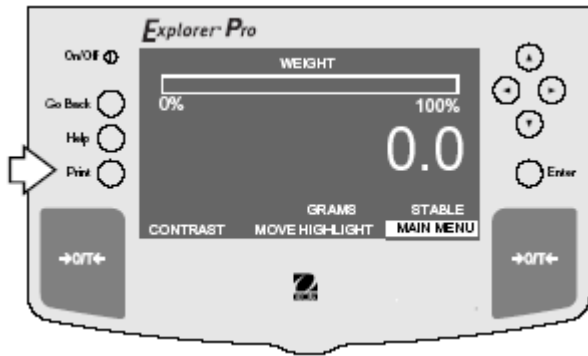 Explorer Pro
On/Off
WEIGHT
Go Back
0% 100%
Help
0.0
Print
Enter
GRAMS STABLE
CONTRAST MOVE HIGHLIGHT MAIN MENU
→0/T← →0/T←